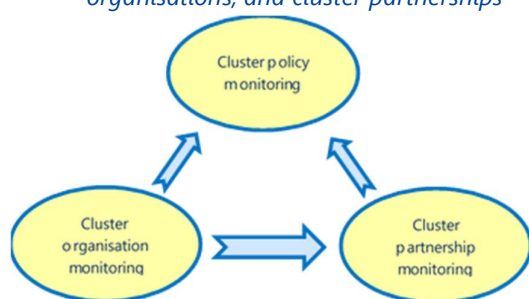 organisations, and cluster partnerships
Cluster policy
monitoring
Cluster
organisation
monitoring
Cluster
partnership
monitoring